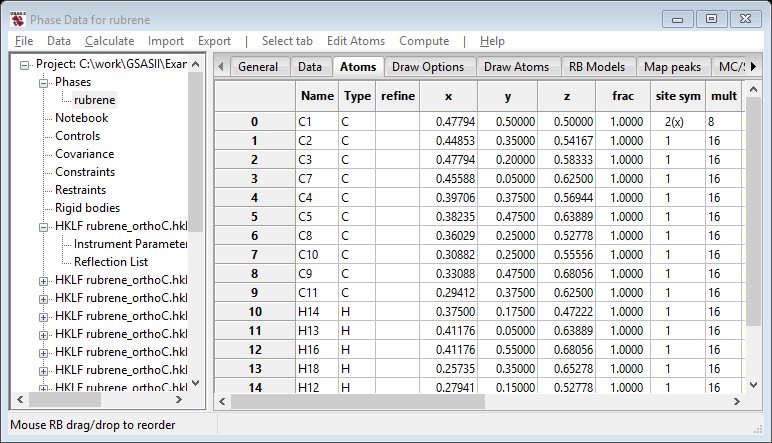 Phase Data for rubrene
File Data Calculate Import Export | Select tab Edit Atoms Compute | Help
Project: C:\work\GSASII\Exam
Phases
rubrene
Notebook
Controls
Covariance
Constraints
Restraints
Rigid bodies
HKLF rubrene_orthoC.hkl
Instrument Parameter
Reflection List
HKLF rubrene_orthoC.hkl
HKLF rubrene_orthoC.hkl
HKLF rubrene_orthoC.hkl
HKLF rubrene_orthoC.hkl
HKLF rubrene_orthoC.hkl
HKLF rubrene_orthoC.hkl
HKLF rubrene_orthoC.hkl
General Data Atoms Draw Options Draw Atoms RB Models Map peaks MC/S
Name Type refine x y z frac site sym mult
0 C1 C 0.47794 0.50000 0.50000 1.0000 2(x) 8
1 C2 C 0.44853 0.35000 0.54167 1.0000 1 16
2 C3 C 0.47794 0.20000 0.58333 1.0000 1 16
3 C7 C 0.45588 0.05000 0.62500 1.0000 1 16
4 C4 C 0.39706 0.37500 0.56944 1.0000 1 16
5 C5 C 0.38235 0.47500 0.63889 1.0000 1 16
6 C8 C 0.36029 0.25000 0.52778 1.0000 1 16
7 C10 C 0.30882 0.25000 0.55556 1.0000 1 16
8 C9 C 0.33088 0.47500 0.68056 1.0000 1 16
9 C11 C 0.29412 0.37500 0.62500 1.0000 1 16
10 H14 H 0.37500 0.17500 0.47222 1.0000 1 16
11 H13 H 0.41176 0.05000 0.63889 1.0000 1 16
12 H16 H 0.41176 0.55000 0.68056 1.0000 1 16
13 H18 H 0.25735 0.35000 0.65278 1.0000 1 16
14 H12 H 0.27941 0.15000 0.52778 1.0000 1 16
Mouse RB drag/drop to reorder